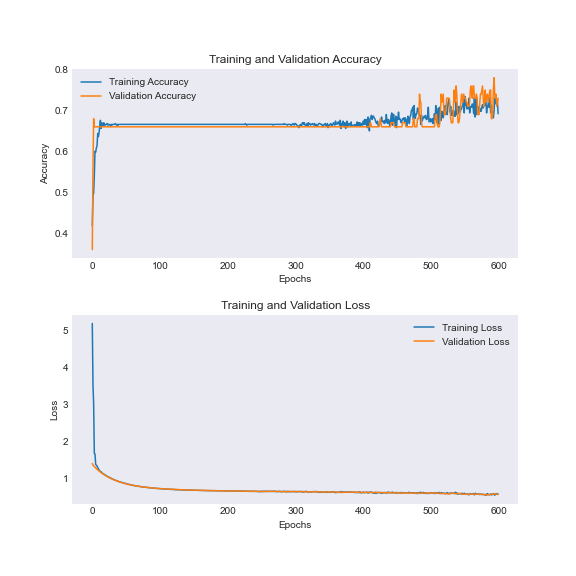 Training and Validation Accuracy
0.8
0.7
0.6
0.5
0.4
Accuracy
Training Accuracy
Validation Accuracy
0 100 200 300 400 500 600
Epochs
Training and Validation Loss
5
4
3
2
1
Loss
Training Loss
Validation Loss
0 100 200 300 400 500 600
Epochs